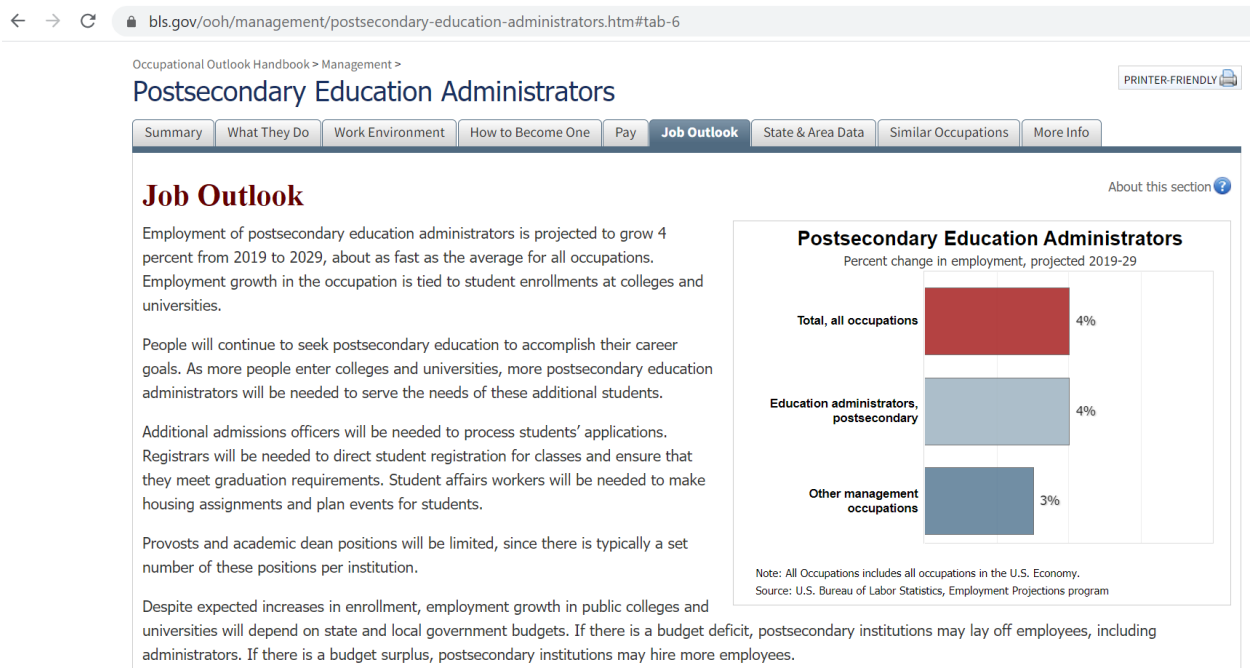 bls.gov/ooh/management/postsecondary-education-administrators.htm#tab-6
Occupational Outlook Handbook > Management >
Postsecondary Education Administrators
PRINTER-FRIENDLY
Summary
What They Do
Work Environment
How to Become One
Pay
Job Outlook
State & Area Data
Similar Occupations
More Info
About this section ?
Job Outlook
Employment of postsecondary education administrators is projected to grow 4
percent from 2019 to 2029, about as fast as the average for all occupations.
Employment growth in the occupation is tied to student enrollments at colleges and
universities.
People will continue to seek postsecondary education to accomplish their career
goals. As more people enter colleges and universities, more postsecondary education
administrators will be needed to serve the needs of these additional students.
Additional admissions officers will be needed to process students’ applications.
Registrars will be needed to direct student registration for classes and ensure that
they meet graduation requirements. Student affairs workers will be needed to make
housing assignments and plan events for students.
Provosts and academic dean positions will be limited, since there is typically a set
number of these positions per institution.
Despite expected increases in enrollment, employment growth in public colleges and
universities will depend on state and local government budgets. If there is a budget deficit, postsecondary institutions may lay off employees, including
administrators. If there is a budget surplus, postsecondary institutions may hire more employees.
Postsecondary Education Administrators
Percent change in employment, projected 2019-29
Total, all occupations
4%
Education administrators,
postsecondary
4%
Other management
occupations
3%
Note: All Occupations includes all occupations in the U.S. Economy.
Source: U.S. Bureau of Labor Statistics, Employment Projections program